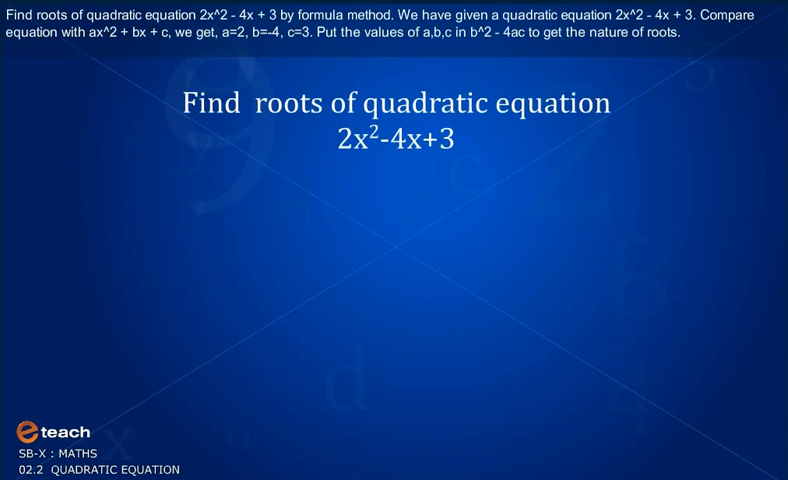 Find roots of quadratic equation 2x^2 - 4x + 3 by formula method. We have given a quadratic equation 2x^2 - 4x + 3. Compare
equation with ax^2 + bx + c, we get, a=2, b=-4, c=3. Put the values of a,b,c in b^2 - 4ac to get the nature of roots.
Find roots of quadratic equation
2x²-4x+3
e teach
SB-X : MATHS
02.2 QUADRATIC EQUATION